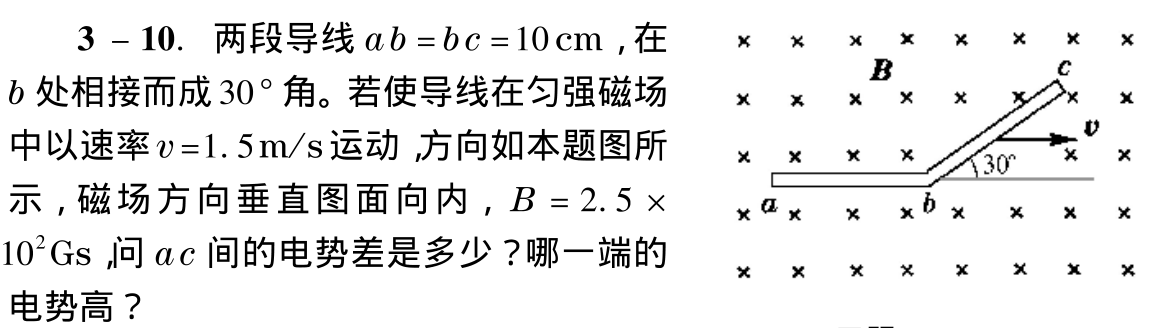 3 - 10. 两段导线 ab = bc = 10 cm ,在
b 处相接而成 30° 角。若使导线在匀强磁场
中以速率 v = 1. 5 m/s 运动 ,方向如本题图所
示 , 磁场方向垂直图面向内 , B = 2. 5 ×
10² Gs ,问 ac 间的电势差是多少 ? 哪一端的
电势高 ?
B
c
v
30°
a
b